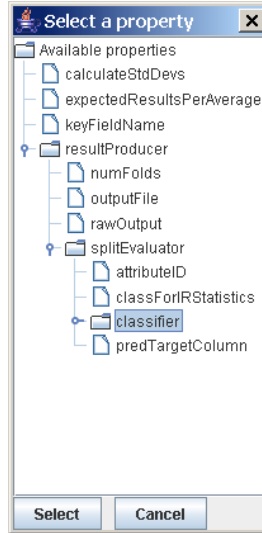 Select a property
Available properties
calculateStdDevs
expectedResultsPerAverage
keyFieldName
resultProducer
numFolds
outputFile
rawOutput
splitEvaluator
attributeID
classForIRStatistics
classifier
predTargetColumn
Select Cancel